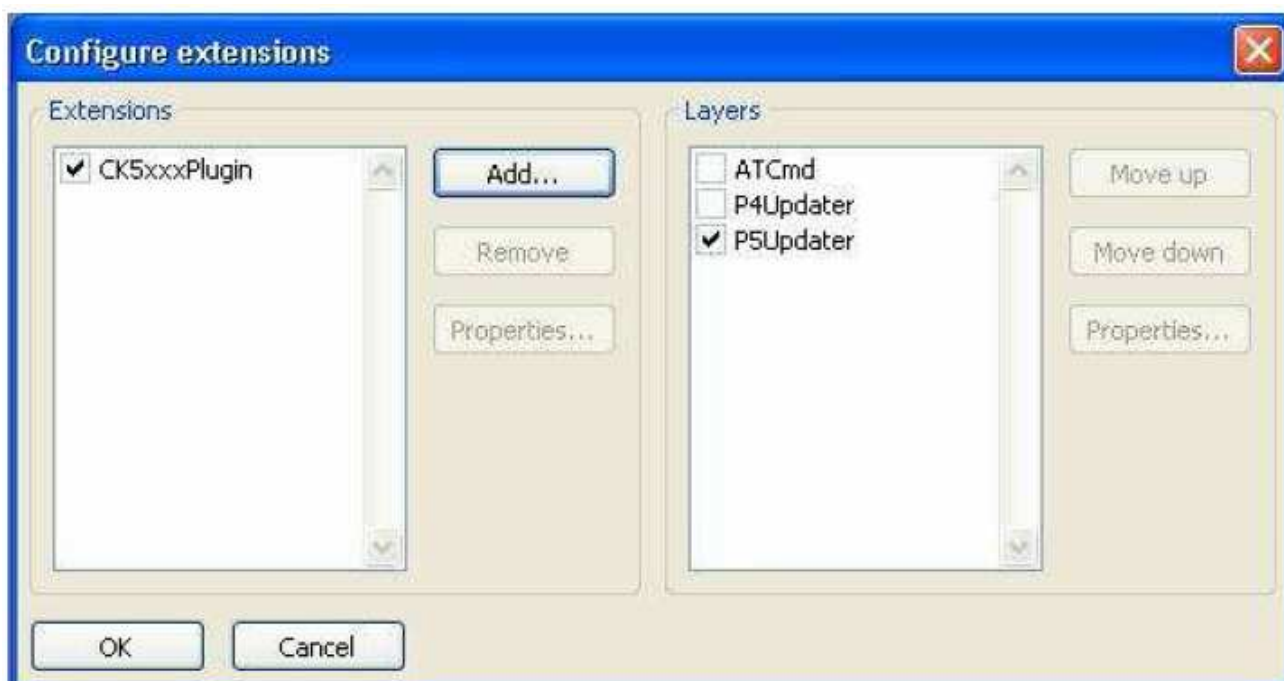 Configure extensions
Extensions
CK5xxxPlugin
Add...
Remove
Properties...
Layers
ATCmd
P4Updater
P5Updater
Move up
Move down
Properties...
OK
Cancel